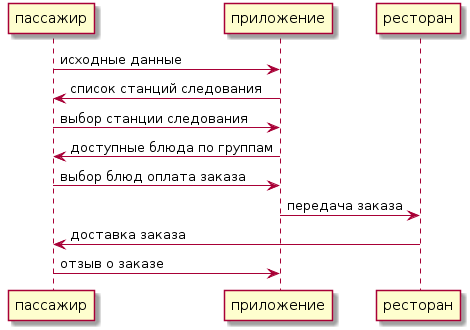 пассажир приложение ресторан
исходные данные
список станций следования
выбор станции следования
доступные блюда по группам
выбор блюд оплата заказа
передача заказа
доставка заказа
отзыв о заказе
пассажир приложение ресторан